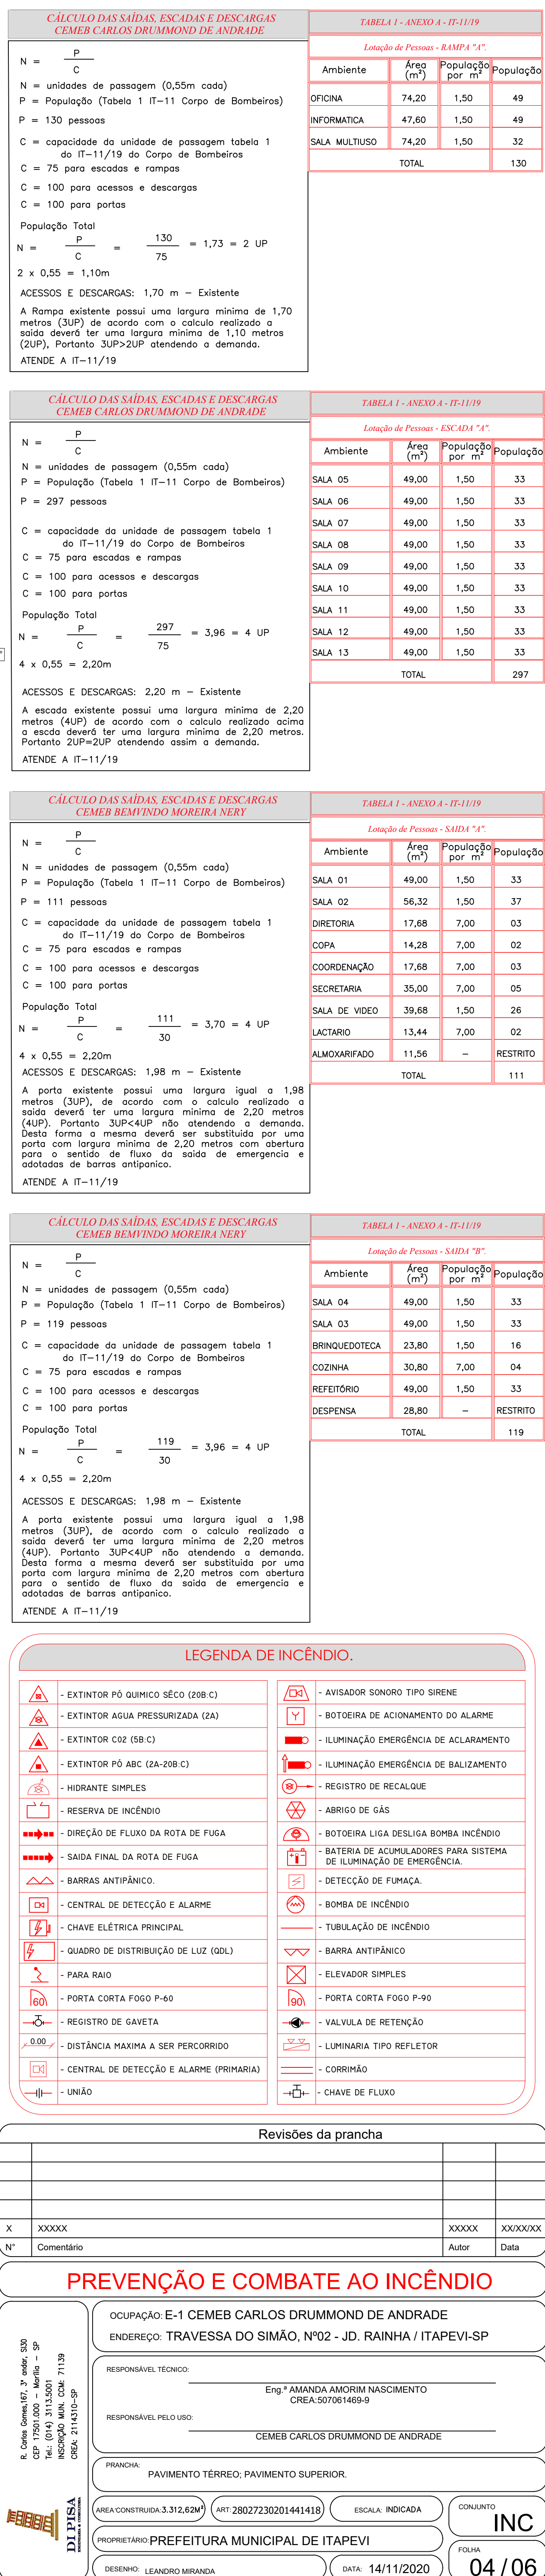 CÁLCULO DAS SAÍDAS, ESCADAS E DESCARGAS
CEMEB CARLOS DRUMMOND DE ANDRADE
N = P
C
N = unidades de passagem (0,55m cada)
P = População (Tabela 1 IT-11 Corpo de Bombeiros)
P = 130 pessoas
C = capacidade da unidade de passagem tabela 1
do IT-11/19 do Corpo de Bombeiros
C = 75 para escadas e rampas
C = 100 para acessos e descargas
C = 100 para portas
População Total
N = P = 130 = 1,73 = 2 UP
C 75
2 x 0,55 = 1,10m
ACESSOS E DESCARGAS: 1,70 m - Existente
A Rampa existente possui uma largura minima de 1,70
metros (3UP) de acordo com o calculo realizado a
saida deverá ter uma largura minima de 1,10 metros
(2UP), Portanto 3UP>2UP atendendo a demanda.
ATENDE A IT-11/19
TABELA 1 - ANEXO A - IT-11/19
Lotação de Pessoas - RAMPA "A".
Ambiente Área (m²) População por m² População
OFICINA 74,20 1,50 49
INFORMATICA 47,60 1,50 49
SALA MULTIUSO 74,20 1,50 32
TOTAL 130
CÁLCULO DAS SAÍDAS, ESCADAS E DESCARGAS
CEMEB CARLOS DRUMMOND DE ANDRADE
N = P
C
N = unidades de passagem (0,55m cada)
P = População (Tabela 1 IT-11 Corpo de Bombeiros)
P = 297 pessoas
C = capacidade da unidade de passagem tabela 1
do IT-11/19 do Corpo de Bombeiros
C = 75 para escadas e rampas
C = 100 para acessos e descargas
C = 100 para portas
População Total
N = P = 297 = 3,96 = 4 UP
C 75
4 x 0,55 = 2,20m
ACESSOS E DESCARGAS: 2,20 m - Existente
A escada existente possui uma largura minima de 2,20
metros (4UP) de acordo com o calculo realizado acima
a escda deverá ter uma largura minima de 2,20 metros.
Portanto 2UP=2UP atendendo assim a demanda.
ATENDE A IT-11/19
TABELA 1 - ANEXO A - IT-11/19
Lotação de Pessoas - ESCADA "A".
Ambiente Área (m²) População por m² População
SALA 05 49,00 1,50 33
SALA 06 49,00 1,50 33
SALA 07 49,00 1,50 33
SALA 08 49,00 1,50 33
SALA 09 49,00 1,50 33
SALA 10 49,00 1,50 33
SALA 11 49,00 1,50 33
SALA 12 49,00 1,50 33
SALA 13 49,00 1,50 33
TOTAL 297
CÁLCULO DAS SAÍDAS, ESCADAS E DESCARGAS
CEMEB BEMVINDO MOREIRA NERY
N = P
C
N = unidades de passagem (0,55m cada)
P = População (Tabela 1 IT-11 Corpo de Bombeiros)
P = 111 pessoas
C = capacidade da unidade de passagem tabela 1
do IT-11/19 do Corpo de Bombeiros
C = 75 para escadas e rampas
C = 100 para acessos e descargas
C = 100 para portas
População Total
N = P = 111 = 3,70 = 4 UP
C 30
4 x 0,55 = 2,20m
ACESSOS E DESCARGAS: 1,98 m - Existente
A porta existente possui uma largura igual a 1,98
metros (3UP), de acordo com o calculo realizado a
saida deverá ter uma largura minima de 2,20 metros
(4UP). Portanto 3UP<4UP não atendendo a demanda.
Desta forma a mesma deverá ser substituida por uma
porta com largura minima de 2,20 metros com abertura
para o sentido de fluxo da saida de emergencia e
adotadas de barras antipanico.
ATENDE A IT-11/19
TABELA 1 - ANEXO A - IT-11/19
Lotação de Pessoas - SAIDA "A".
Ambiente Área (m²) População por m² População
SALA 01 49,00 1,50 33
SALA 02 56,32 1,50 37
DIRETORIA 17,68 7,00 03
COPA 14,28 7,00 02
COORDENAÇÃO 17,68 7,00 03
SECRETARIA 35,00 7,00 05
SALA DE VIDEO 39,68 1,50 26
LACTARIO 13,44 7,00 02
ALMOXARIFADO 11,56 - RESTRITO
TOTAL 111
CÁLCULO DAS SAÍDAS, ESCADAS E DESCARGAS
CEMEB BEMVINDO MOREIRA NERY
N = P
C
N = unidades de passagem (0,55m cada)
P = População (Tabela 1 IT-11 Corpo de Bombeiros)
P = 119 pessoas
C = capacidade da unidade de passagem tabela 1
do IT-11/19 do Corpo de Bombeiros
C = 75 para escadas e rampas
C = 100 para acessos e descargas
C = 100 para portas
População Total
N = P = 119 = 3,96 = 4 UP
C 30
4 x 0,55 = 2,20m
ACESSOS E DESCARGAS: 1,98 m - Existente
A porta existente possui uma largura igual a 1,98
metros (3UP), de acordo com o calculo realizado a
saida deverá ter uma largura minima de 2,20 metros
(4UP). Portanto 3UP<4UP não atendendo a demanda.
Desta forma a mesma deverá ser substituida por uma
porta com largura minima de 2,20 metros com abertura
para o sentido de fluxo da saida de emergencia e
adotadas de barras antipanico.
ATENDE A IT-11/19
TABELA 1 - ANEXO A - IT-11/19
Lotação de Pessoas - SAIDA "B".
Ambiente Área (m²) População por m² População
SALA 04 49,00 1,50 33
SALA 03 49,00 1,50 33
BRINQUEDOTECA 23,80 1,50 16
COZINHA 30,80 7,00 04
REFEITÓRIO 49,00 1,50 33
DESPENSA 28,80 - RESTRITO
TOTAL 119
LEGENDA DE INCÊNDIO.
- EXTINTOR PÓ QUIMICO SÊCO (20B:C)
- EXTINTOR AGUA PRESSURIZADA (2A)
- EXTINTOR C02 (5B:C)
- EXTINTOR PÓ ABC (2A-20B:C)
- HIDRANTE SIMPLES
- RESERVA DE INCÊNDIO
- DIREÇÃO DE FLUXO DA ROTA DE FUGA
- SAIDA FINAL DA ROTA DE FUGA
- BARRAS ANTIPÂNICO.
- CENTRAL DE DETECÇÃO E ALARME
- CHAVE ELÉTRICA PRINCIPAL
- QUADRO DE DISTRIBUIÇÃO DE LUZ (QDL)
- PARA RAIO
60 - PORTA CORTA FOGO P-60
- REGISTRO DE GAVETA
0.00 - DISTÂNCIA MAXIMA A SER PERCORRIDO
- CENTRAL DE DETECÇÃO E ALARME (PRIMARIA)
- UNIÃO
- AVISADOR SONORO TIPO SIRENE
- BOTOEIRA DE ACIONAMENTO DO ALARME
- ILUMINAÇÃO EMERGÊNCIA DE ACLARAMENTO
- ILUMINAÇÃO EMERGÊNCIA DE BALIZAMENTO
- REGISTRO DE RECALQUE
- ABRIGO DE GÁS
- BOTOEIRA LIGA DESLIGA BOMBA INCÊNDIO
- BATERIA DE ACUMULADORES PARA SISTEMA
DE ILUMINAÇÃO DE EMERGÊNCIA.
- DETECÇÃO DE FUMAÇA.
- BOMBA DE INCÊNDIO
- TUBULAÇÃO DE INCÊNDIO
- BARRA ANTIPÂNICO
- ELEVADOR SIMPLES
90 - PORTA CORTA FOGO P-90
- VALVULA DE RETENÇÃO
- LUMINARIA TIPO REFLETOR
- CORRIMÃO
- CHAVE DE FLUXO
Revisões da prancha
X XXXXX XXXXX XX/XX/XX
N° Comentário Autor Data
PREVENÇÃO E COMBATE AO INCÊNDIO
R. Carlos Gomes,167, 3° andar, Sl30
CEP 17501.000 - Marília - SP
Tel.: (014) 3113.5001
INSCRIÇÃO MUN. CCM: 71139
CREA: 2114310-SP
DI PISA
OCUPAÇÃO: E-1 CEMEB CARLOS DRUMMOND DE ANDRADE
ENDEREÇO: TRAVESSA DO SIMÃO, Nº02 - JD. RAINHA / ITAPEVI-SP
RESPONSÁVEL TÉCNICO:
Eng.ª AMANDA AMORIM NASCIMENTO
CREA:507061469-9
RESPONSÁVEL PELO USO:
CEMEB CARLOS DRUMMOND DE ANDRADE
PRANCHA:
PAVIMENTO TÉRREO; PAVIMENTO SUPERIOR.
AREA CONSTRUIDA:3.312,62M² ART: 28027230201441418 ESCALA: INDICADA
CONJUNTO
INC
PROPRIETÁRIO: PREFEITURA MUNICIPAL DE ITAPEVI
DESENHO: LEANDRO MIRANDA DATA: 14/11/2020
FOLHA
04 / 06